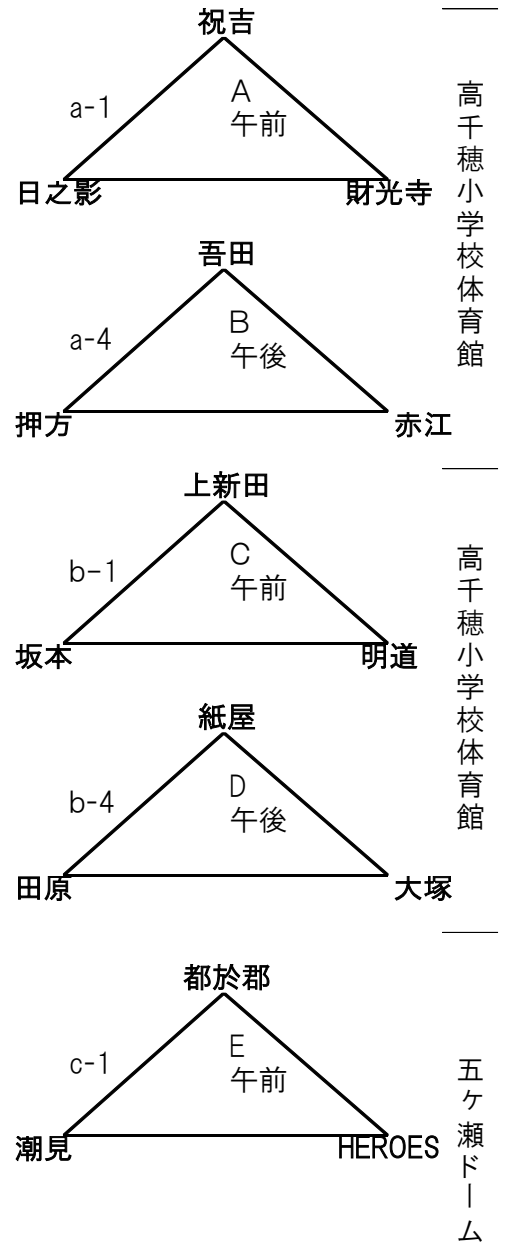 祝吉
a-1
A
午前
日之影
財光寺
高千穂小学校体育館
吾田
a-4
B
午後
押方
赤江
上新田
b-1
C
午前
坂本
明道
高千穂小学校体育館
紙屋
b-4
D
午後
田原
大塚
都於郡
c-1
E
午前
潮見
HEROES
五ヶ瀬ドーム